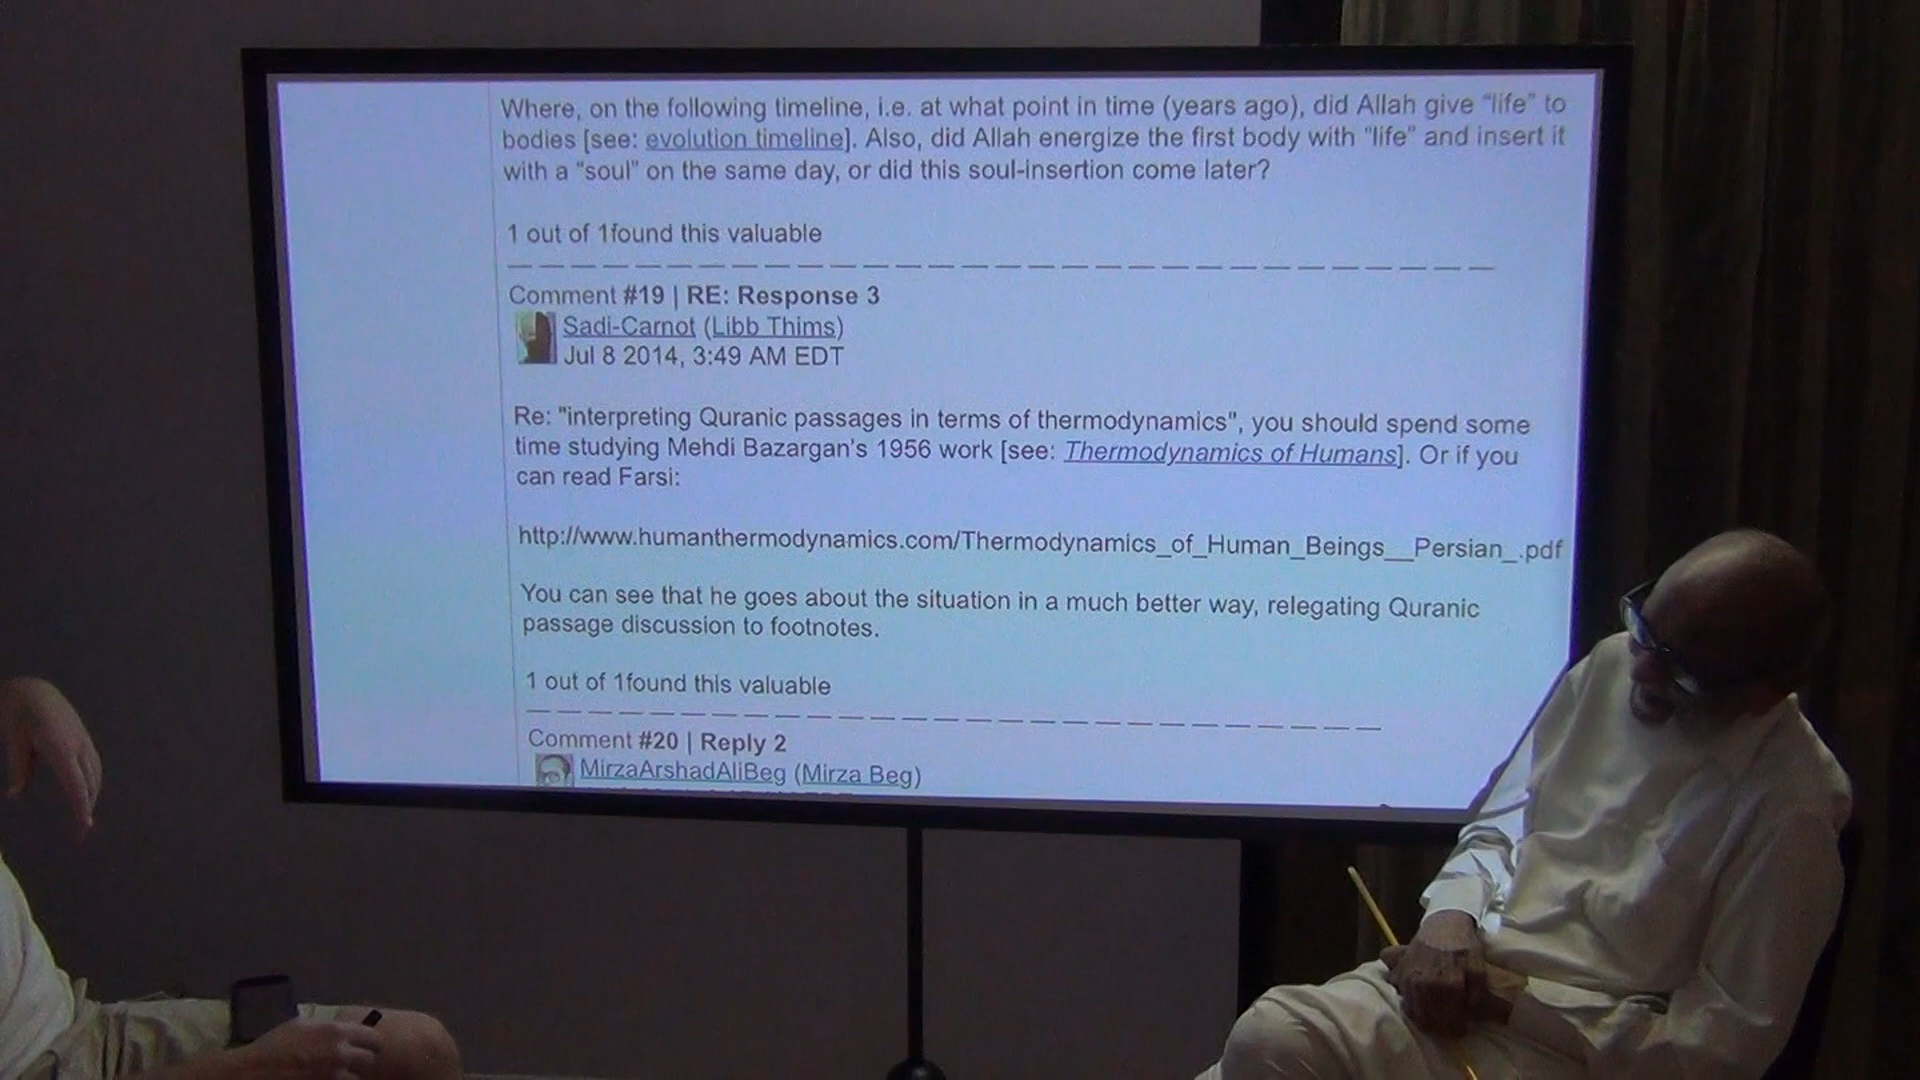 Where, on the following timeline, i.e. at what point in time (years ago), did Allah give “life” to
bodies [see: evolution timeline]. Also, did Allah energize the first body with "life" and insert it
with a "soul" on the same day, or did this soul-insertion come later?
1 out of 1found this valuable
Comment #19 | RE: Response 3
Sadi-Carnot (Libb Thims)
Jul 8 2014, 3:49 AM EDT
Re: "interpreting Quranic passages in terms of thermodynamics", you should spend some
time studying Mehdi Bazargan's 1956 work [see: Thermodynamics of Humans]. Or if you
can read Farsi:
http://www.humanthermodynamics.com/Thermodynamics_of_Human_Beings__Persian_.pdf
You can see that he goes about the situation in a much better way, relegating Quranic
passage discussion to footnotes.
1 out of 1found this valuable
Comment #20 | Reply 2
MirzaArshadAliBeg (Mirza Beg)